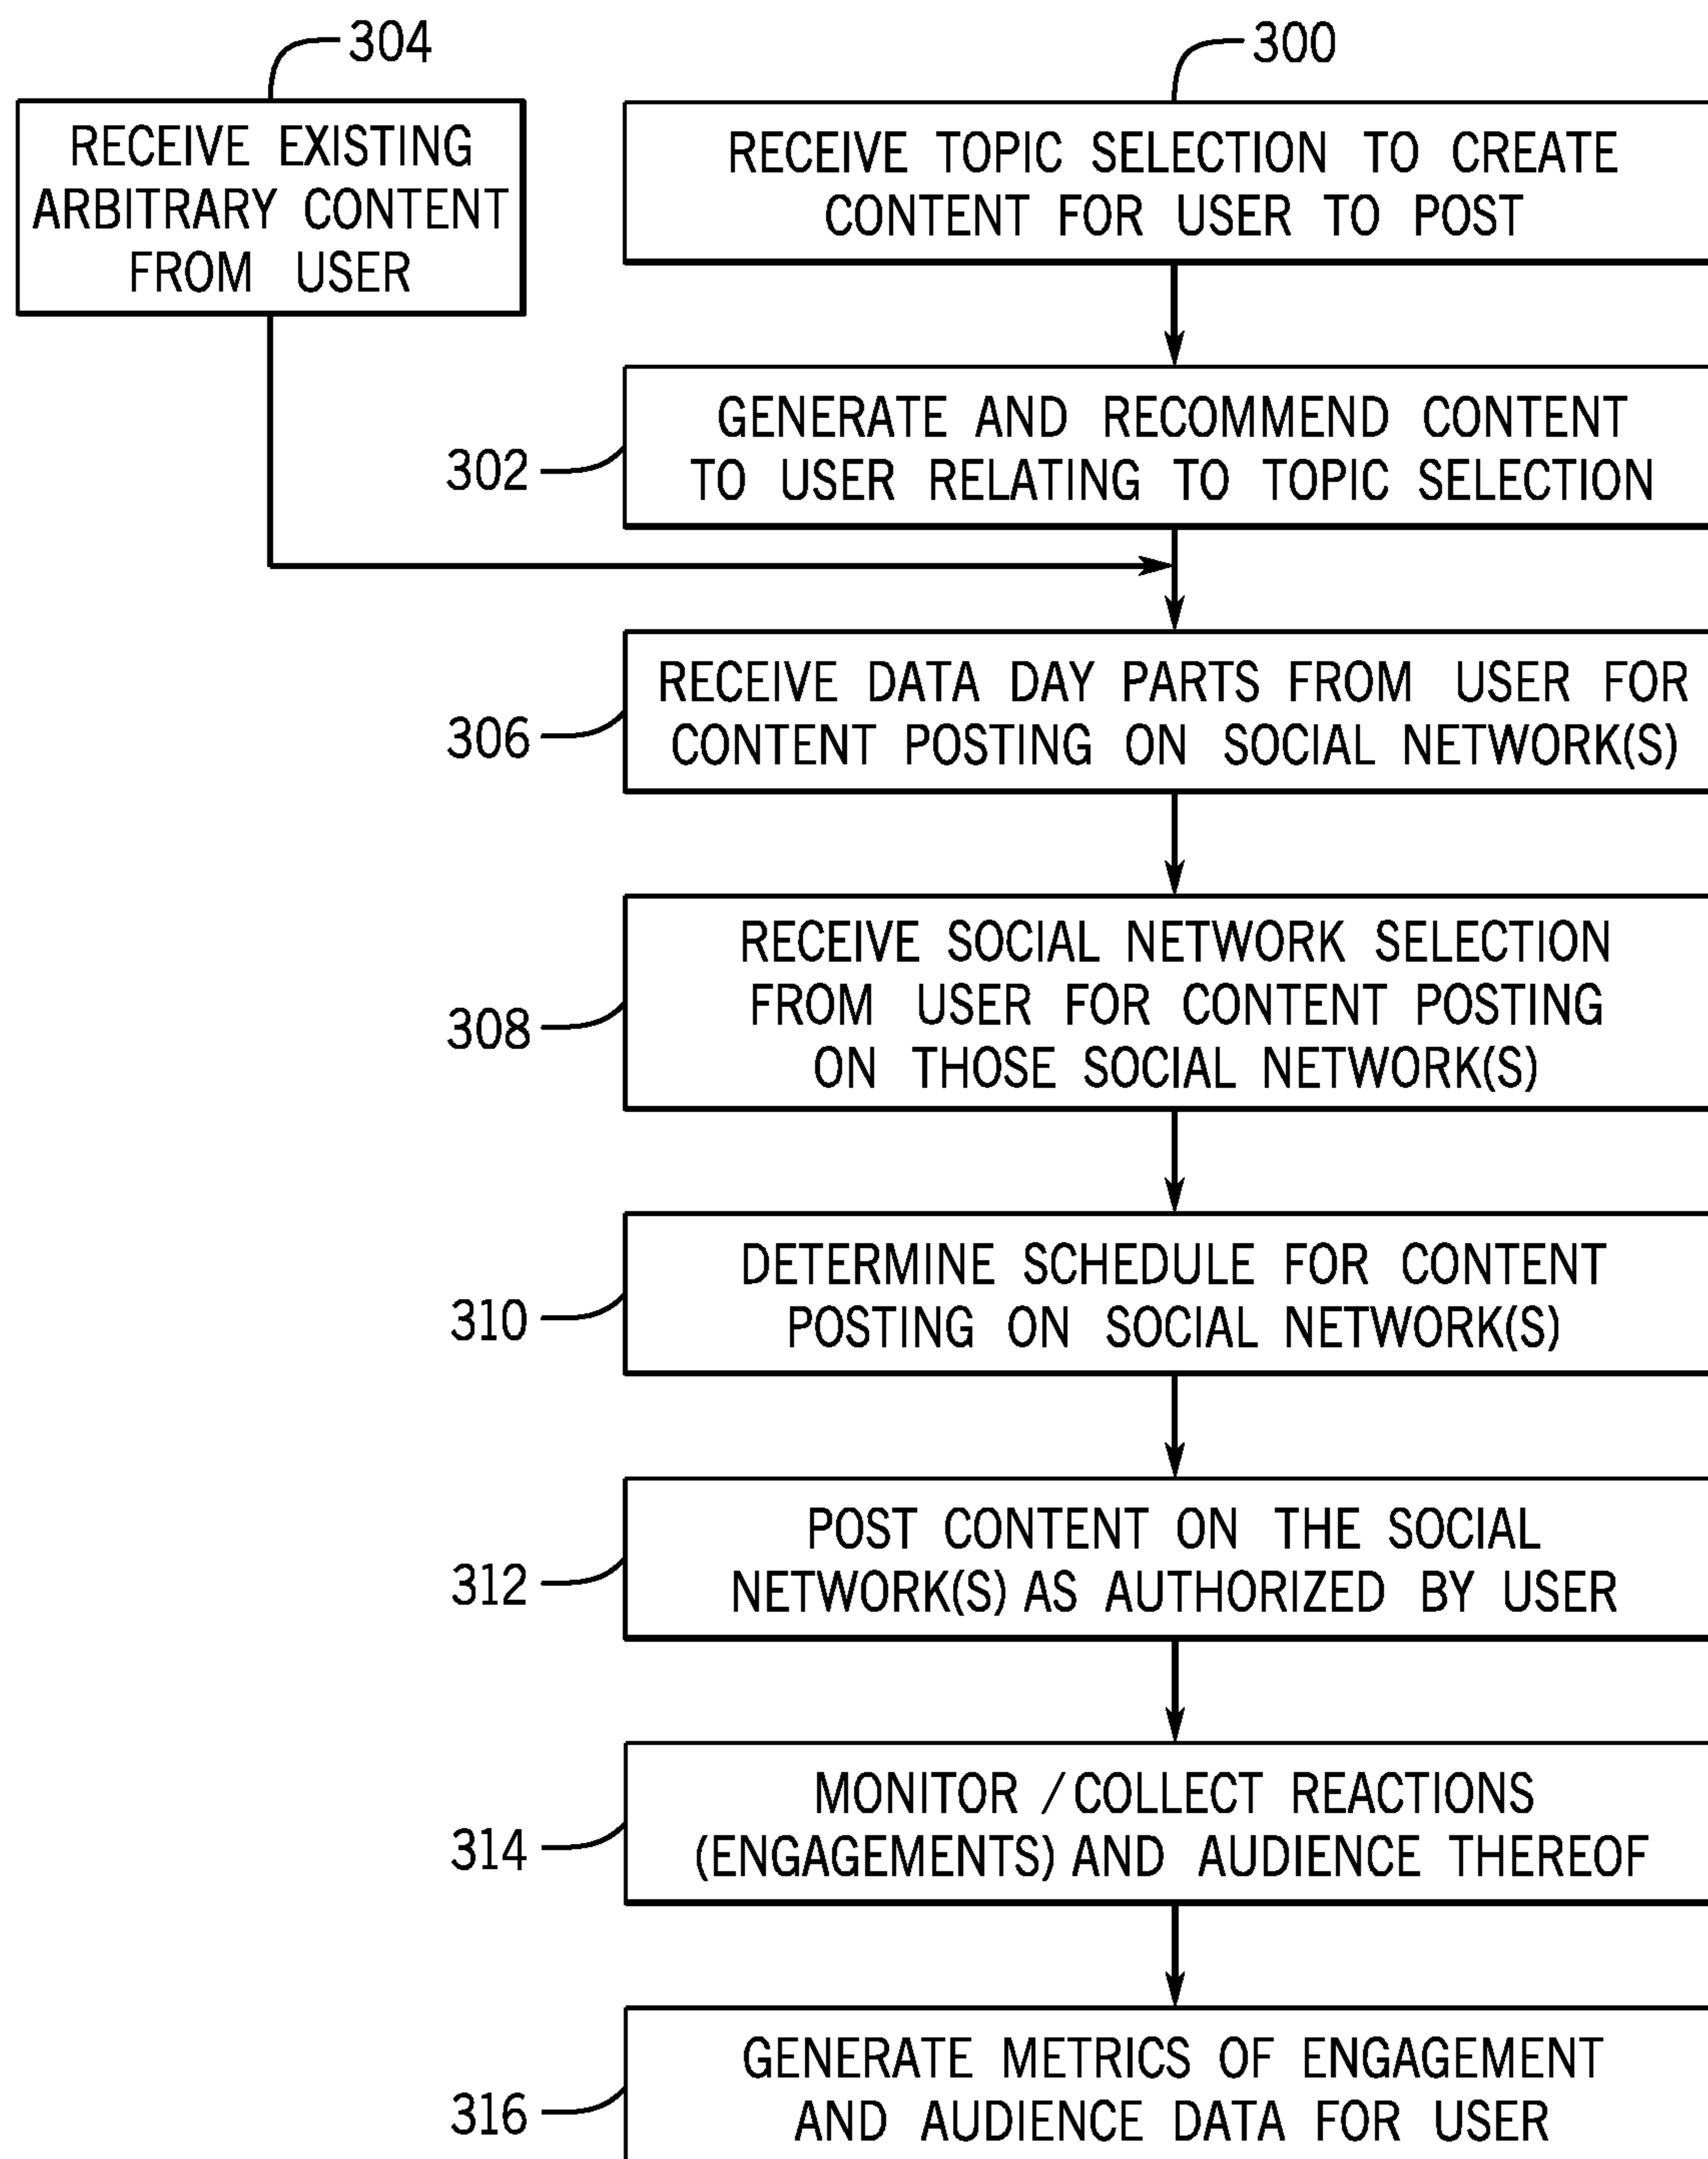 304
RECEIVE EXISTING
ARBITRARY CONTENT
FROM USER
300
RECEIVE TOPIC SELECTION TO CREATE
CONTENT FOR USER TO POST
302
GENERATE AND RECOMMEND CONTENT
TO USER RELATING TO TOPIC SELECTION
306
RECEIVE DATA DAY PARTS FROM USER FOR
CONTENT POSTING ON SOCIAL NETWORK(S)
308
RECEIVE SOCIAL NETWORK SELECTION
FROM USER FOR CONTENT POSTING
ON THOSE SOCIAL NETWORK(S)
310
DETERMINE SCHEDULE FOR CONTENT
POSTING ON SOCIAL NETWORK(S)
312
POST CONTENT ON THE SOCIAL
NETWORK(S) AS AUTHORIZED BY USER
314
MONITOR /COLLECT REACTIONS
(ENGAGEMENTS) AND AUDIENCE THEREOF
316
GENERATE METRICS OF ENGAGEMENT
AND AUDIENCE DATA FOR USER